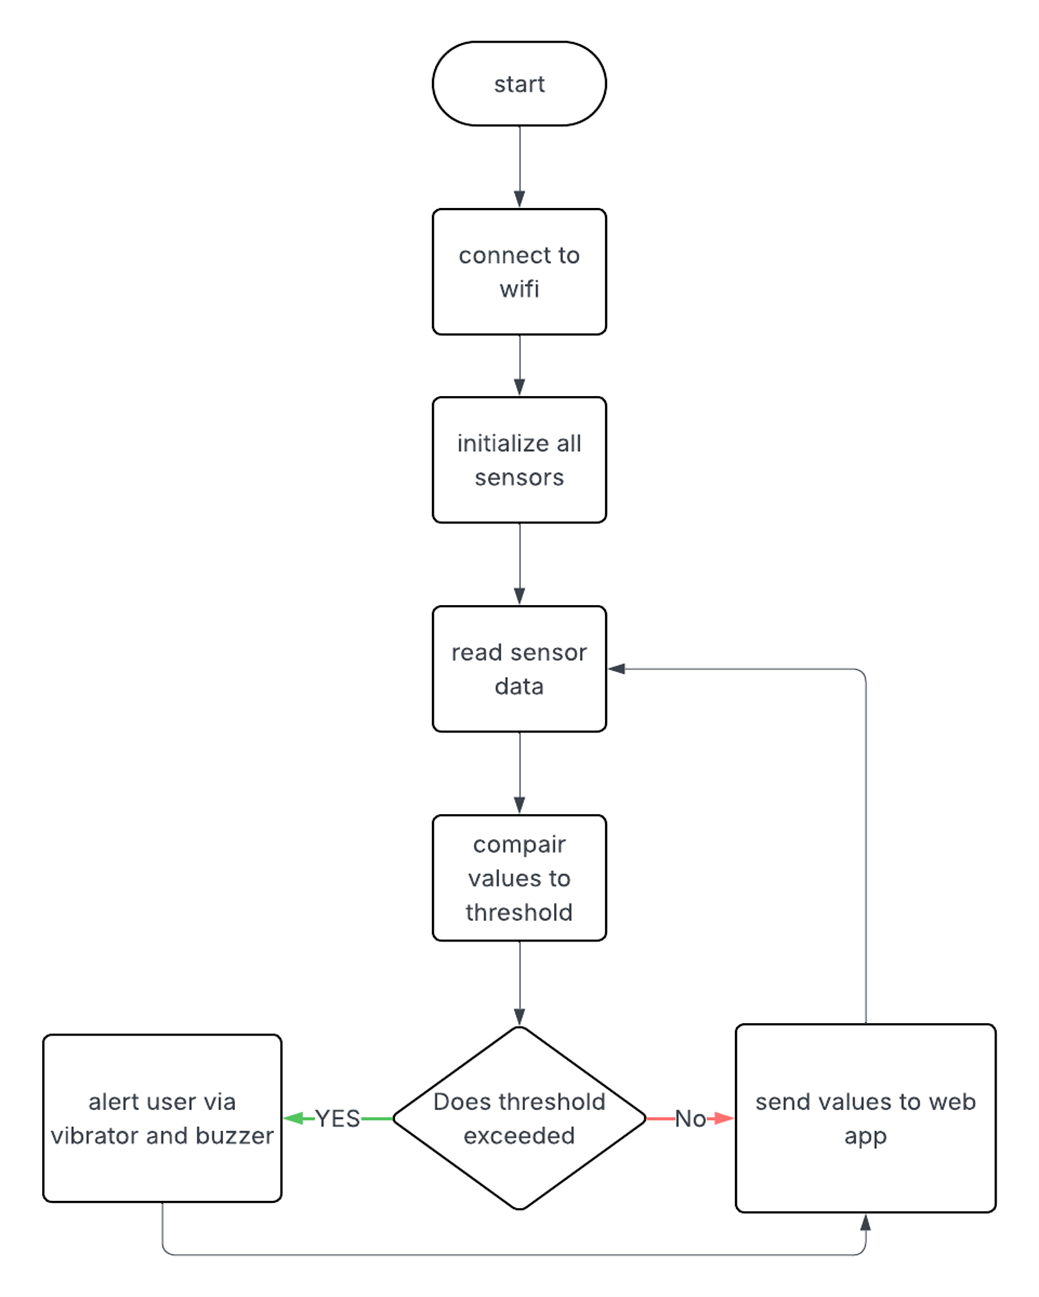 start
connect to
wifi
initialize all
sensors
read sensor
data
compair
values to
threshold
Does threshold
exceeded
YES
No
alert user via
vibrator and buzzer
send values to web
app